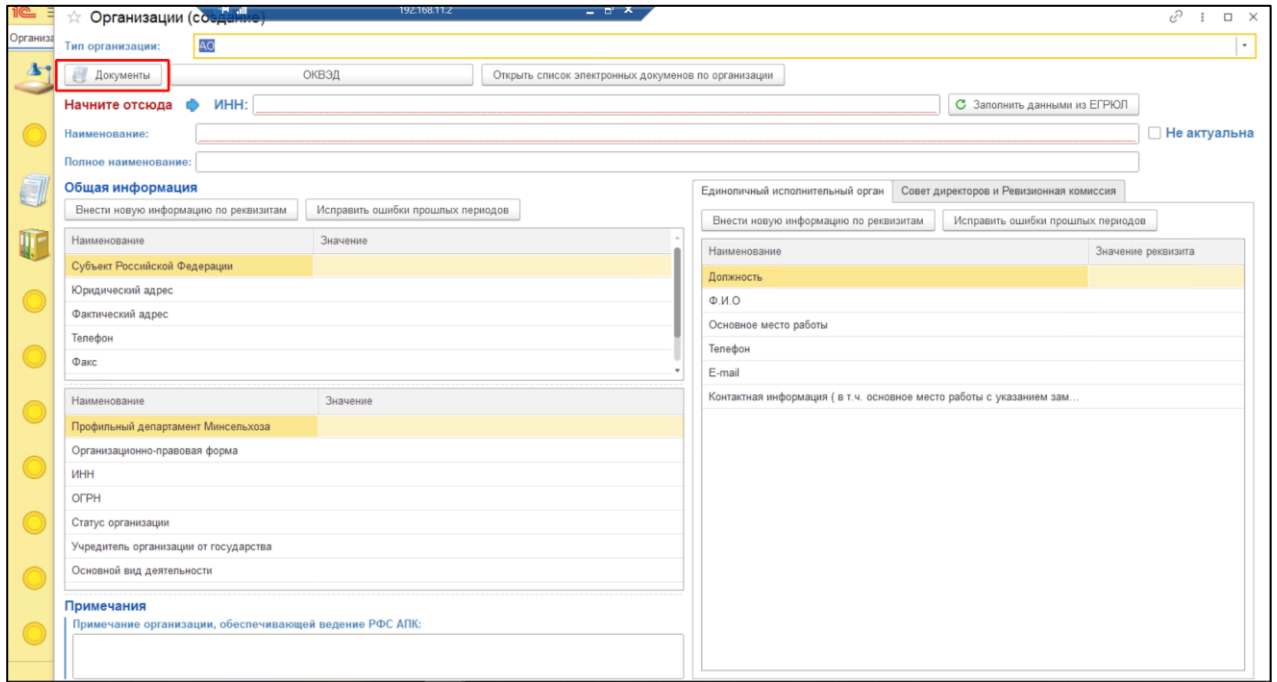 1С
192.168.11.2
Организации (создание)
Организа
Тип организации: АО
Документы ОКВЭД Открыть список электронных докуменов по организации
Начните отсюда ИНН: Заполнить данными из ЕГРЮЛ
Наименование: Не актуальна
Полное наименование:
Общая информация
Внести новую информацию по реквизитам Исправить ошибки прошлых периодов
Наименование Значение
Субъект Российской Федерации
Юридический адрес
Фактический адрес
Телефон
Факс
Наименование Значение
Профильный департамент Минсельхоза
Организационно-правовая форма
ИНН
ОГРН
Статус организации
Учредитель организации от государства
Основной вид деятельности
Примечания
Примечание организации, обеспечивающей ведение РФС АПК:
Единоличный исполнительный орган Совет директоров и Ревизионная комиссия
Внести новую информацию по реквизитам Исправить ошибки прошлых периодов
Наименование Значение реквизита
Должность
Ф.И.О
Основное место работы
Телефон
E-mail
Контактная информация ( в т.ч. основное место работы с указанием зам...